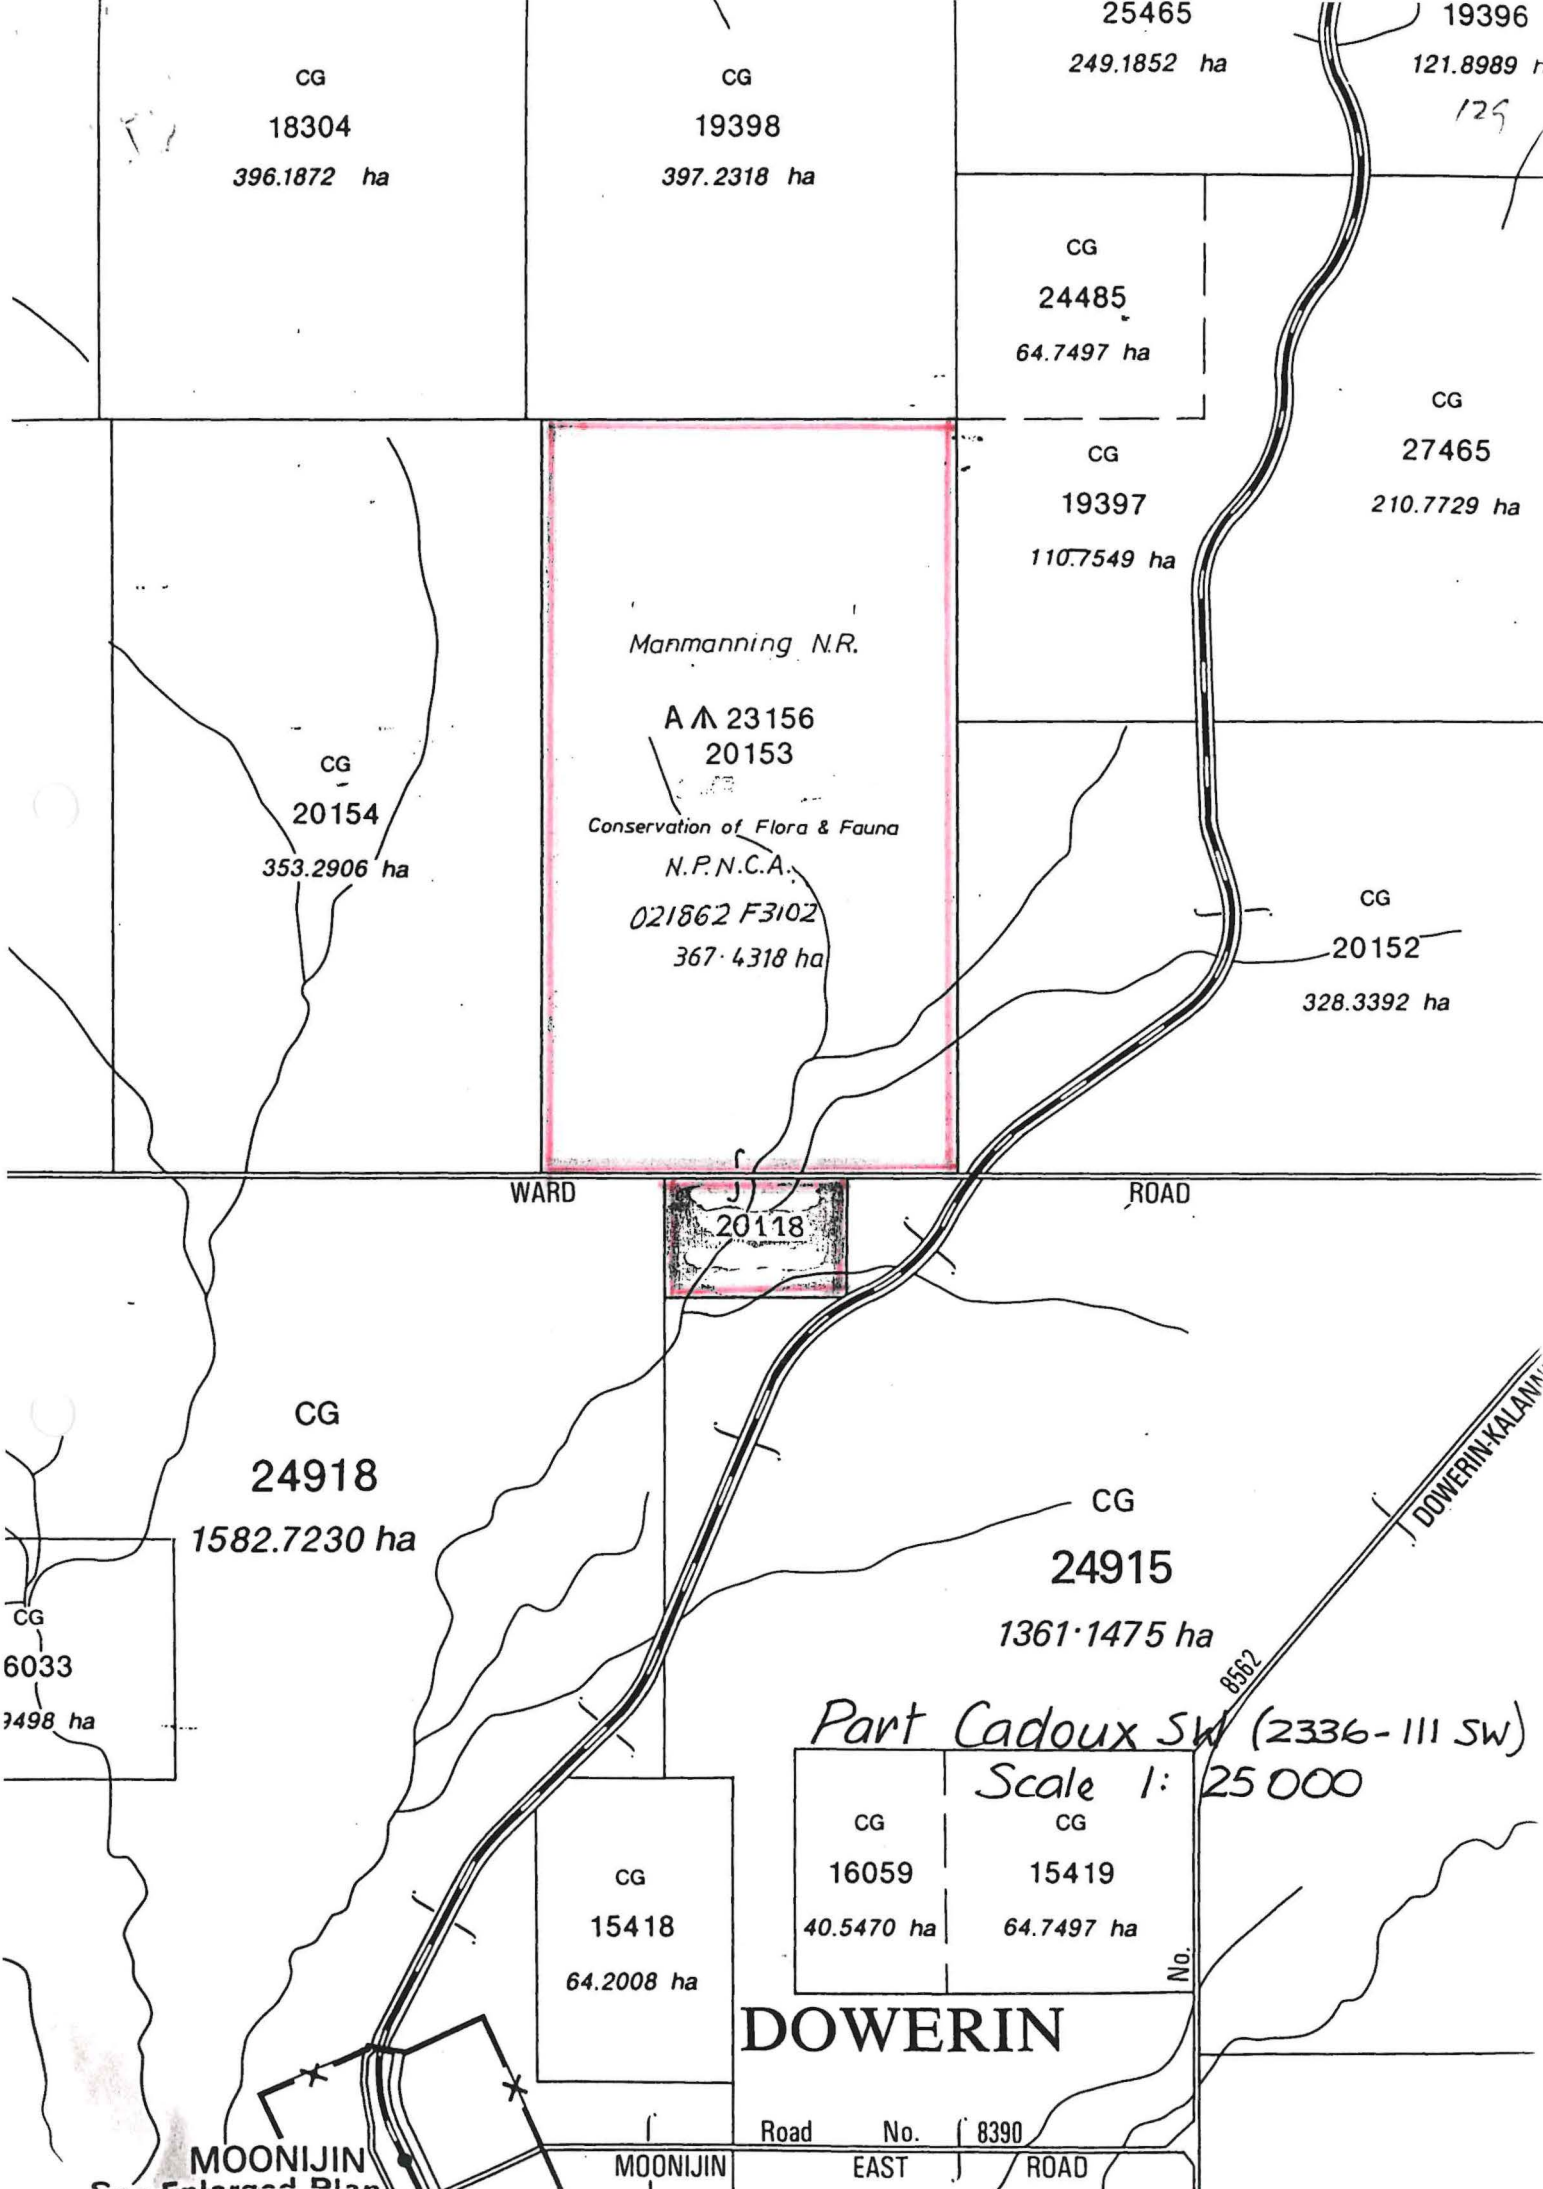 25465
249.1852 ha
19396
121.8989
129
CG
18304
396.1872 ha
CG
19398
397.2318 ha
CG
24485
64.7497 ha
CG
27465
210.7729 ha
CG
19397
110.7549 ha
Manmanning N.R.
A 23156
20153
Conservation of Flora & Fauna
N.P.N.C.A.
021862 F3102
367.4318 ha
CG
20154
353.2906 ha
CG
20152
328.3392 ha
WARD ROAD
20118
CG
24918
1582.7230 ha
DOWERIN-KALANN
CG
24915
1361.1475 ha
8562
CG
6033
9498 ha
Part Cadoux SW (2336-111 SW)
Scale 1: 25000
CG
16059
40.5470 ha
CG
15419
64.7497 ha
No.
CG
15418
64.2008 ha
DOWERIN
Road No. 8390
MOONIJIN EAST ROAD
MOONIJIN
Enlarged Plan